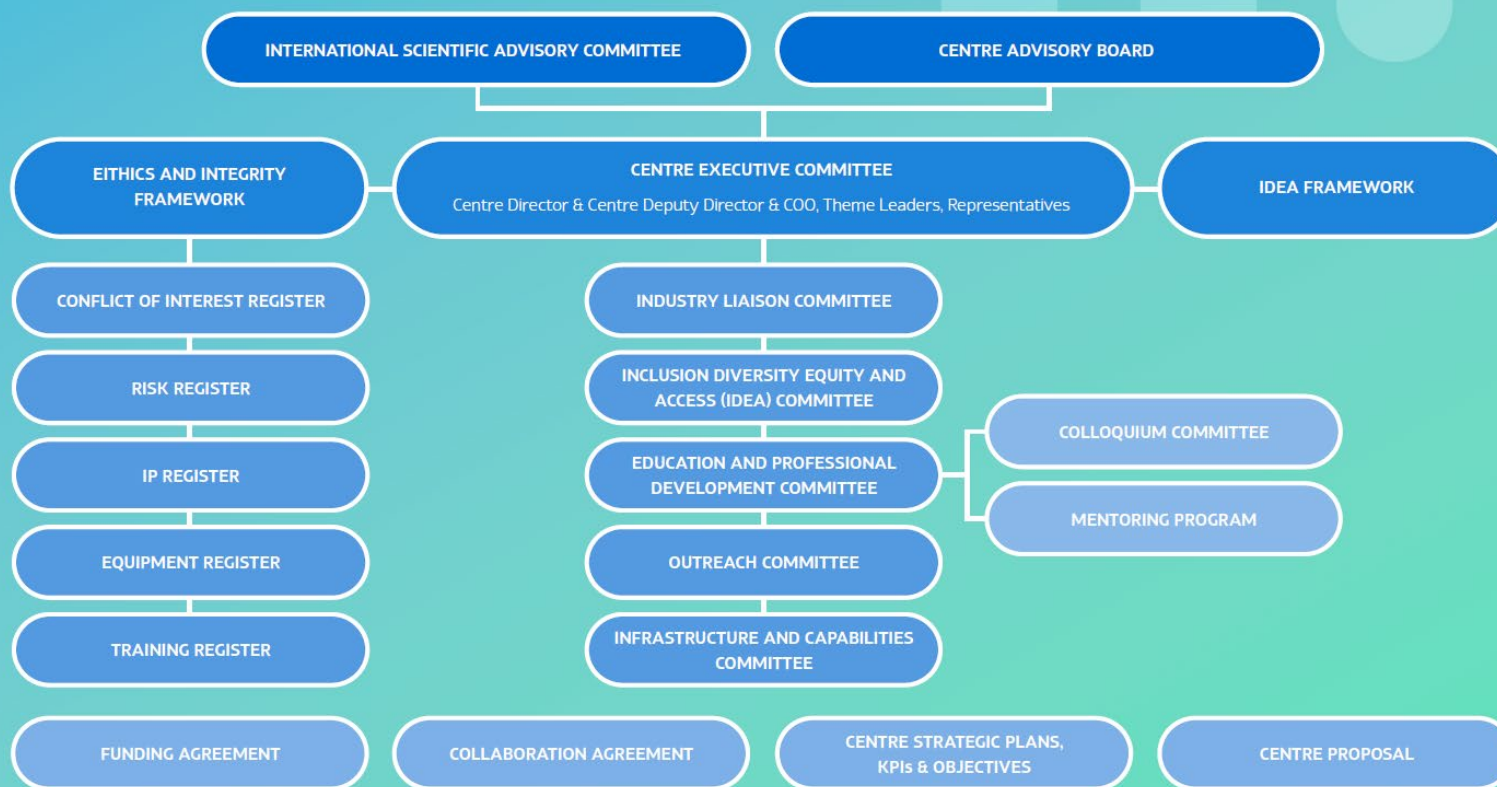 INTERNATIONAL SCIENTIFIC ADVISORY COMMITTEE
CENTRE ADVISORY BOARD
EITHICS AND INTEGRITY
FRAMEWORK
CENTRE EXECUTIVE COMMITTEE
Centre Director & Centre Deputy Director & COO, Theme Leaders, Representatives
IDEA FRAMEWORK
CONFLICT OF INTEREST REGISTER
RISK REGISTER
IP REGISTER
EQUIPMENT REGISTER
TRAINING REGISTER
INDUSTRY LIAISON COMMITTEE
INCLUSION DIVERSITY EQUITY AND
ACCESS (IDEA) COMMITTEE
EDUCATION AND PROFESSIONAL
DEVELOPMENT COMMITTEE
OUTREACH COMMITTEE
INFRASTRUCTURE AND CAPABILITIES
COMMITTEE
COLLOQUIUM COMMITTEE
MENTORING PROGRAM
FUNDING AGREEMENT
COLLABORATION AGREEMENT
CENTRE STRATEGIC PLANS,
KPIs & OBJECTIVES
CENTRE PROPOSAL